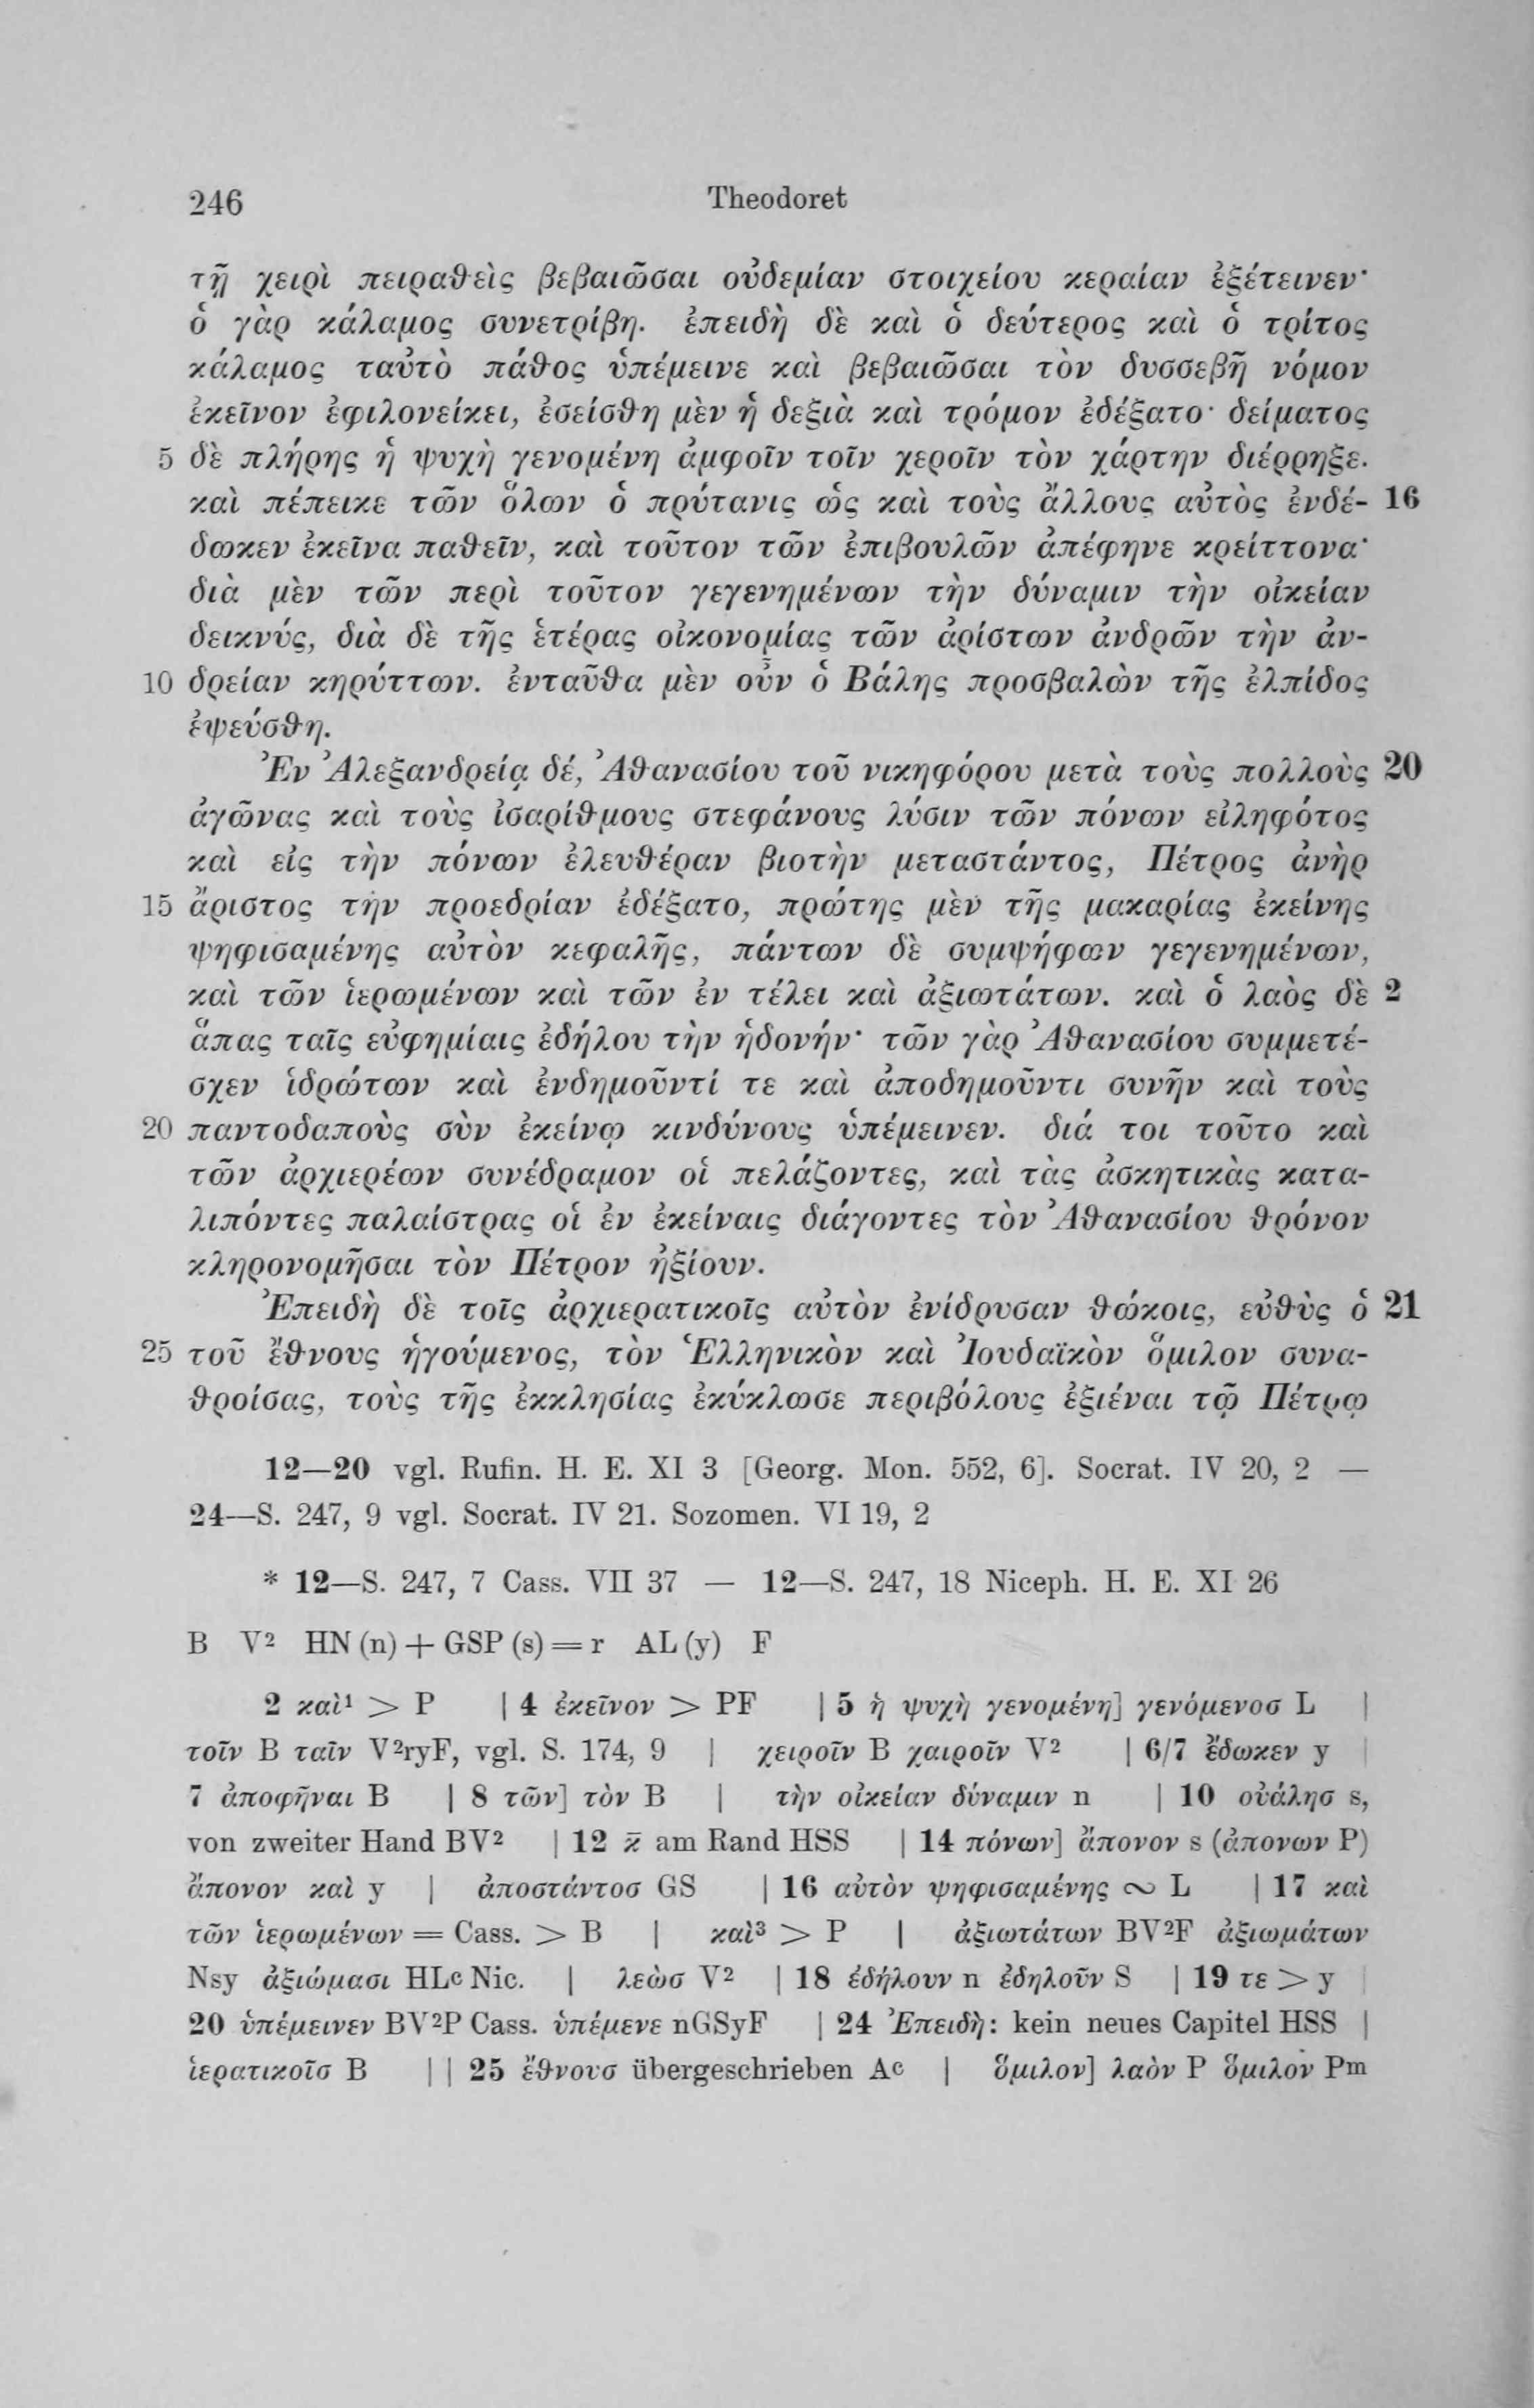 246 Theodoret
τῇ χειρὶ πειραθεὶς βεβαιῶσαι οὐδεμίαν στοιχείου κεραίαν ἐξέτεινεν·
ὁ γὰρ κάλαμος συνετρίβη. ἐπειδὴ δὲ καὶ ὁ δεύτερος καὶ ὁ τρίτος
κάλαμος ταὐτὸ πάθος ὑπέμεινε καὶ βεβαιῶσαι τὸν δυσσεβῆ νόμον
ἐκεῖνον ἐφιλονείκει, ἐσείσθη μὲν ἡ δεξιὰ καὶ τρόμον ἐδέξατο· δείματος
5 δὲ πλήρης ἡ ψυχὴ γενομένη ἀμφοῖν τοῖν χεροῖν τὸν χάρτην διέρρηξε.
καὶ πέπεικε τῶν ὅλων ὁ πρύτανις ὡς καὶ τοὺς ἄλλους αὐτὸς ἐνδέ- 16
δωκεν ἐκεῖνα παθεῖν, καὶ τοῦτον τῶν ἐπιβουλῶν ἀπέφηνε κρείττονα·
διὰ μὲν τῶν περὶ τοῦτον γεγενημένων τὴν δύναμιν τὴν οἰκείαν
δεικνύς, διὰ δὲ τῆς ἑτέρας οἰκονομίας τῶν ἀρίστων ἀνδρῶν τὴν ἀν-
10 δρείαν κηρύττων. ἐνταῦθα μὲν οὖν ὁ Βάλης προσβαλὼν τῆς ἐλπίδος
ἐψεύσθη.
Ἐν Ἀλεξανδρείᾳ δέ, Ἀθανασίου τοῦ νικηφόρου μετὰ τοὺς πολλοὺς 20
ἀγῶνας καὶ τοὺς ἰσαρίθμους στεφάνους λύσιν τῶν πόνων εἰληφότος
καὶ εἰς τὴν πόνων ἐλευθέραν βιοτὴν μεταστάντος, Πέτρος ἀνὴρ
15 ἄριστος τὴν προεδρίαν ἐδέξατο, πρώτης μὲν τῆς μακαρίας ἐκείνης
ψηφισαμένης αὐτὸν κεφαλῆς, πάντων δὲ συμψήφων γεγενημένων,
καὶ τῶν ἱερωμένων καὶ τῶν ἐν τέλει καὶ ἀξιωτάτων. καὶ ὁ λαὸς δὲ 2
ἅπας ταῖς εὐφημίαις ἐδήλου τὴν ἡδονήν· τῶν γὰρ Ἀθανασίου συμμετέ-
σχεν ἱδρώτων καὶ ἐνδημοῦντί τε καὶ ἀποδημοῦντι συνῆν καὶ τοὺς
20 παντοδαποὺς σὺν ἐκείνῳ κινδύνους ὑπέμεινεν. διά τοι τοῦτο καὶ
τῶν ἀρχιερέων συνέδραμον οἱ πελάζοντες, καὶ τὰς ἀσκητικὰς κατα-
λιπόντες παλαίστρας οἱ ἐν ἐκείναις διάγοντες τὸν Ἀθανασίου θρόνον
κληρονομῆσαι τὸν Πέτρον ἠξίουν.
Ἐπειδὴ δὲ τοῖς ἀρχιερατικοῖς αὐτὸν ἐνίδρυσαν θώκοις, εὐθὺς ὁ 21
25 τοῦ ἔθνους ἡγούμενος, τὸν Ἑλληνικὸν καὶ Ἰουδαϊκὸν ὅμιλον συνα-
θροίσας, τοὺς τῆς ἐκκλησίας ἐκύκλωσε περιβόλους ἐξιέναι τῷ Πέτρῳ
12—20 vgl. Rufin. H. E. XI 3 [Georg. Mon. 552, 6]. Socrat. IV 20, 2 —
24—S. 247, 9 vgl. Socrat. IV 21. Sozomen. VI 19, 2
* 12—S. 247, 7 Cass. VII 37 — 12—S. 247, 18 Niceph. H. E. XI 26
B V² HN (n) + GSP (s) = r AL (y) F
2 καὶ¹ > P | 4 ἐκεῖνον > PF | 5 ἡ ψυχὴ γενομένη] γενόμενοσ L |
τοῖν B ταῖν V²ryF, vgl. S. 174, 9 | χειροῖν B χαιροῖν V² | 6/7 ἔδωκεν y |
7 ἀποφῆναι B | 8 τῶν] τὸν B | τὴν οἰκείαν δύναμιν n | 10 οὐάλησ s,
von zweiter Hand BV² | 12 κ̄ am Rand HSS | 14 πόνων] ἄπονον s (ἀπονων P)
ἄπονον καὶ y | ἀποστάντοσ GS | 16 αὐτὸν ψηφισαμένης ∾ L | 17 καὶ
τῶν ἱερωμένων = Cass. > B | καὶ³ > P | ἀξιωτάτων BV²F ἀξιωμάτων
Nsy ἀξιώμασι HLᶜ Nic. | λεὼσ V² | 18 ἐδήλουν n ἐδηλοῦν S | 19 τε > y |
20 ὑπέμεινεν BV²P Cass. ὑπέμενε nGSyF | 24 Ἐπειδὴ: kein neues Capitel HSS |
ἱερατικοῖσ B | | 25 ἔθνουσ übergeschrieben Aᶜ | ὅμιλον] λαὸν P ὅμιλον Pᵐ